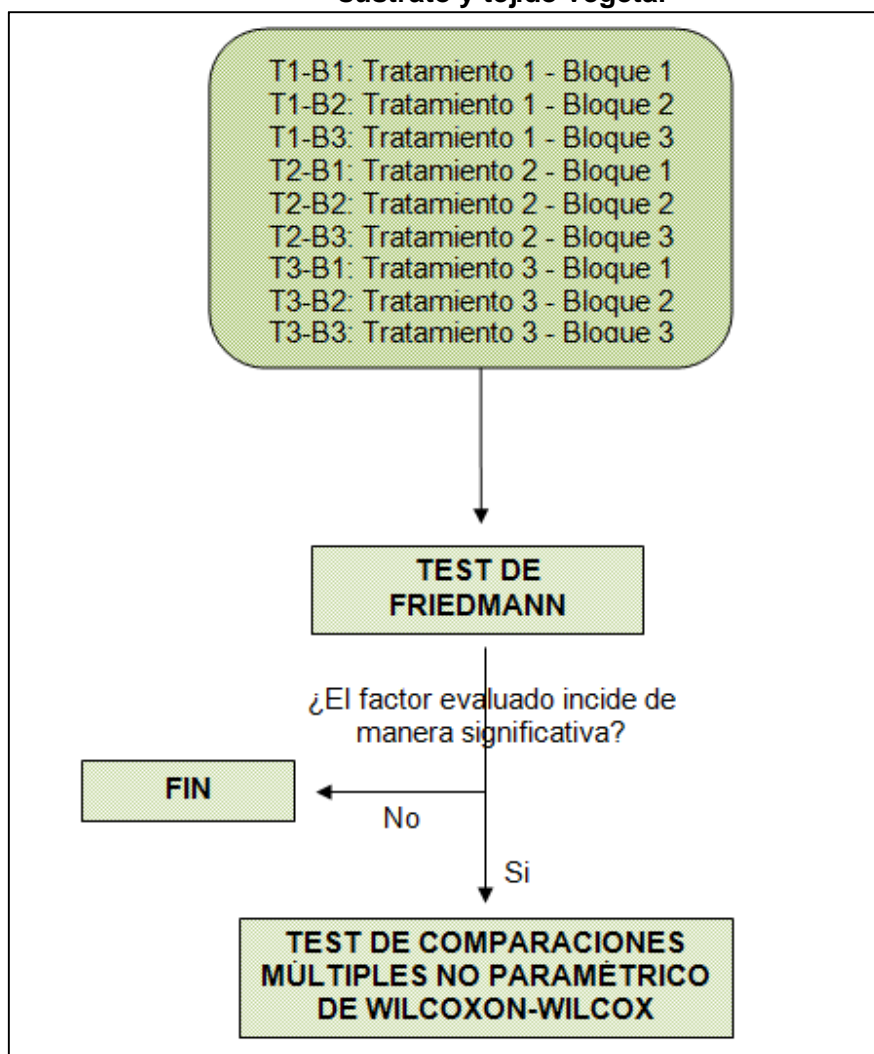 sustrato y tejido vegetal
T1-B1: Tratamiento 1 - Bloque 1
T1-B2: Tratamiento 1 - Bloque 2
T1-B3: Tratamiento 1 - Bloque 3
T2-B1: Tratamiento 2 - Bloque 1
T2-B2: Tratamiento 2 - Bloque 2
T2-B3: Tratamiento 2 - Bloque 3
T3-B1: Tratamiento 3 - Bloque 1
T3-B2: Tratamiento 3 - Bloque 2
T3-B3: Tratamiento 3 - Bloque 3
TEST DE
FRIEDMANN
¿El factor evaluado incide de
manera significativa?
FIN
No
Si
TEST DE COMPARACIONES
MÚLTIPLES NO PARAMÉTRICO
DE WILCOXON-WILCOX